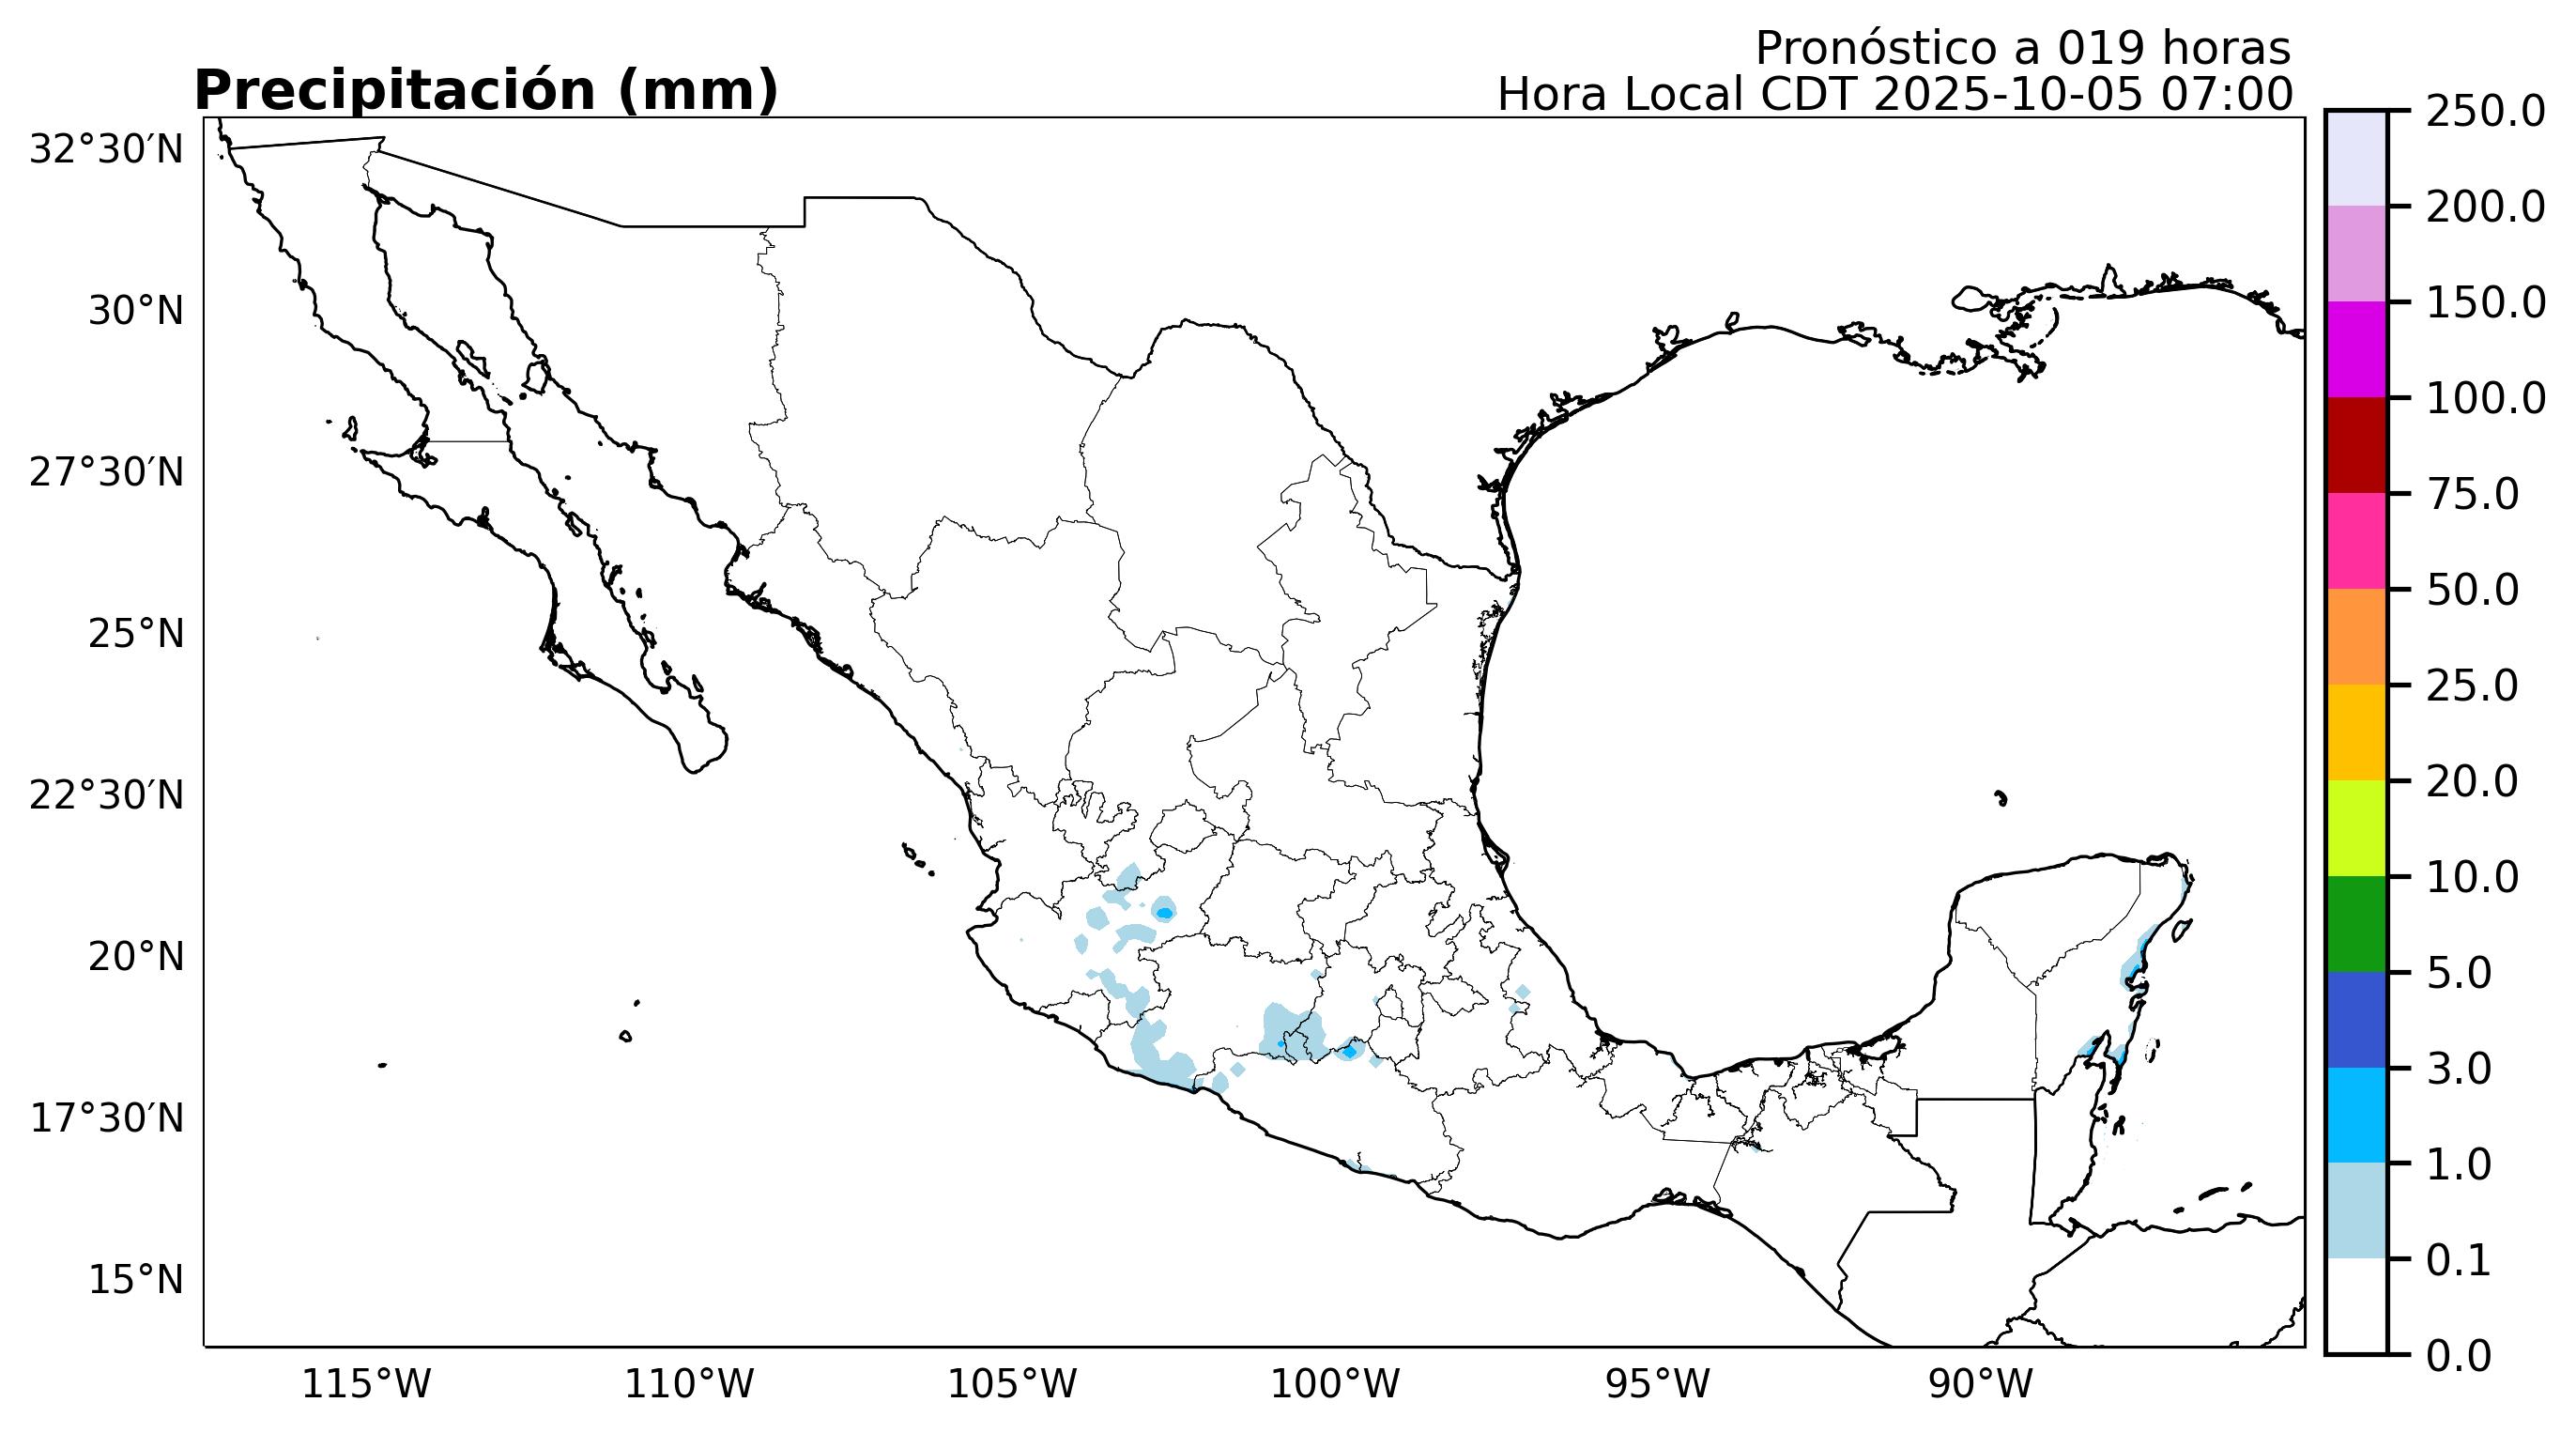 Pronóstico a 019 horas
Precipitación (mm)
Hora Local CDT 2025-10-05 07:00
32°30′N
30°N
27°30′N
25°N
22°30′N
20°N
17°30′N
15°N
115°W
110°W
105°W
100°W
95°W
90°W
250.0
200.0
150.0
100.0
75.0
50.0
25.0
20.0
10.0
5.0
3.0
1.0
0.1
0.0